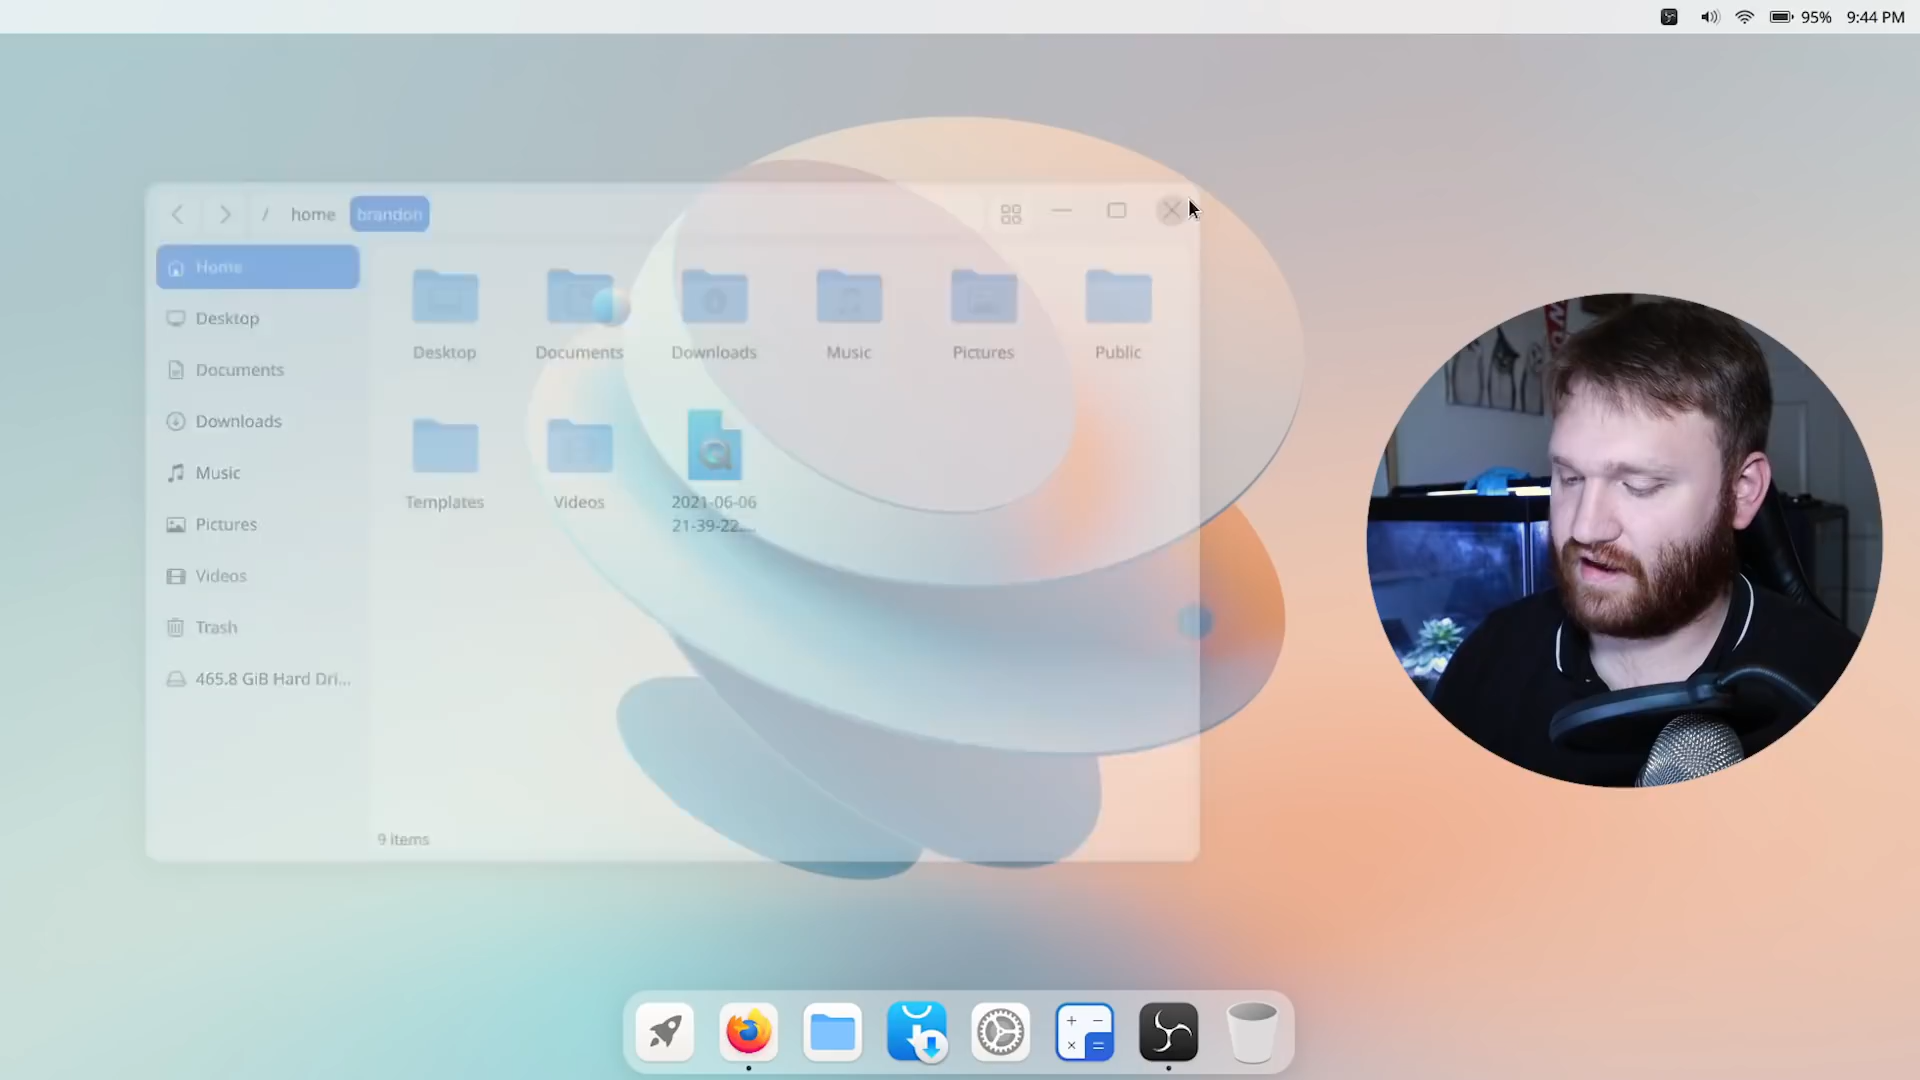 95% 9:44 PM
/ home brandon
Home
Desktop
Documents
Downloads
Music
Pictures
Videos
Trash
465.8 GiB Hard Dri...
Desktop Documents Downloads Music Pictures Public
Templates Videos 2021-06-06
21-39-22....
9 items